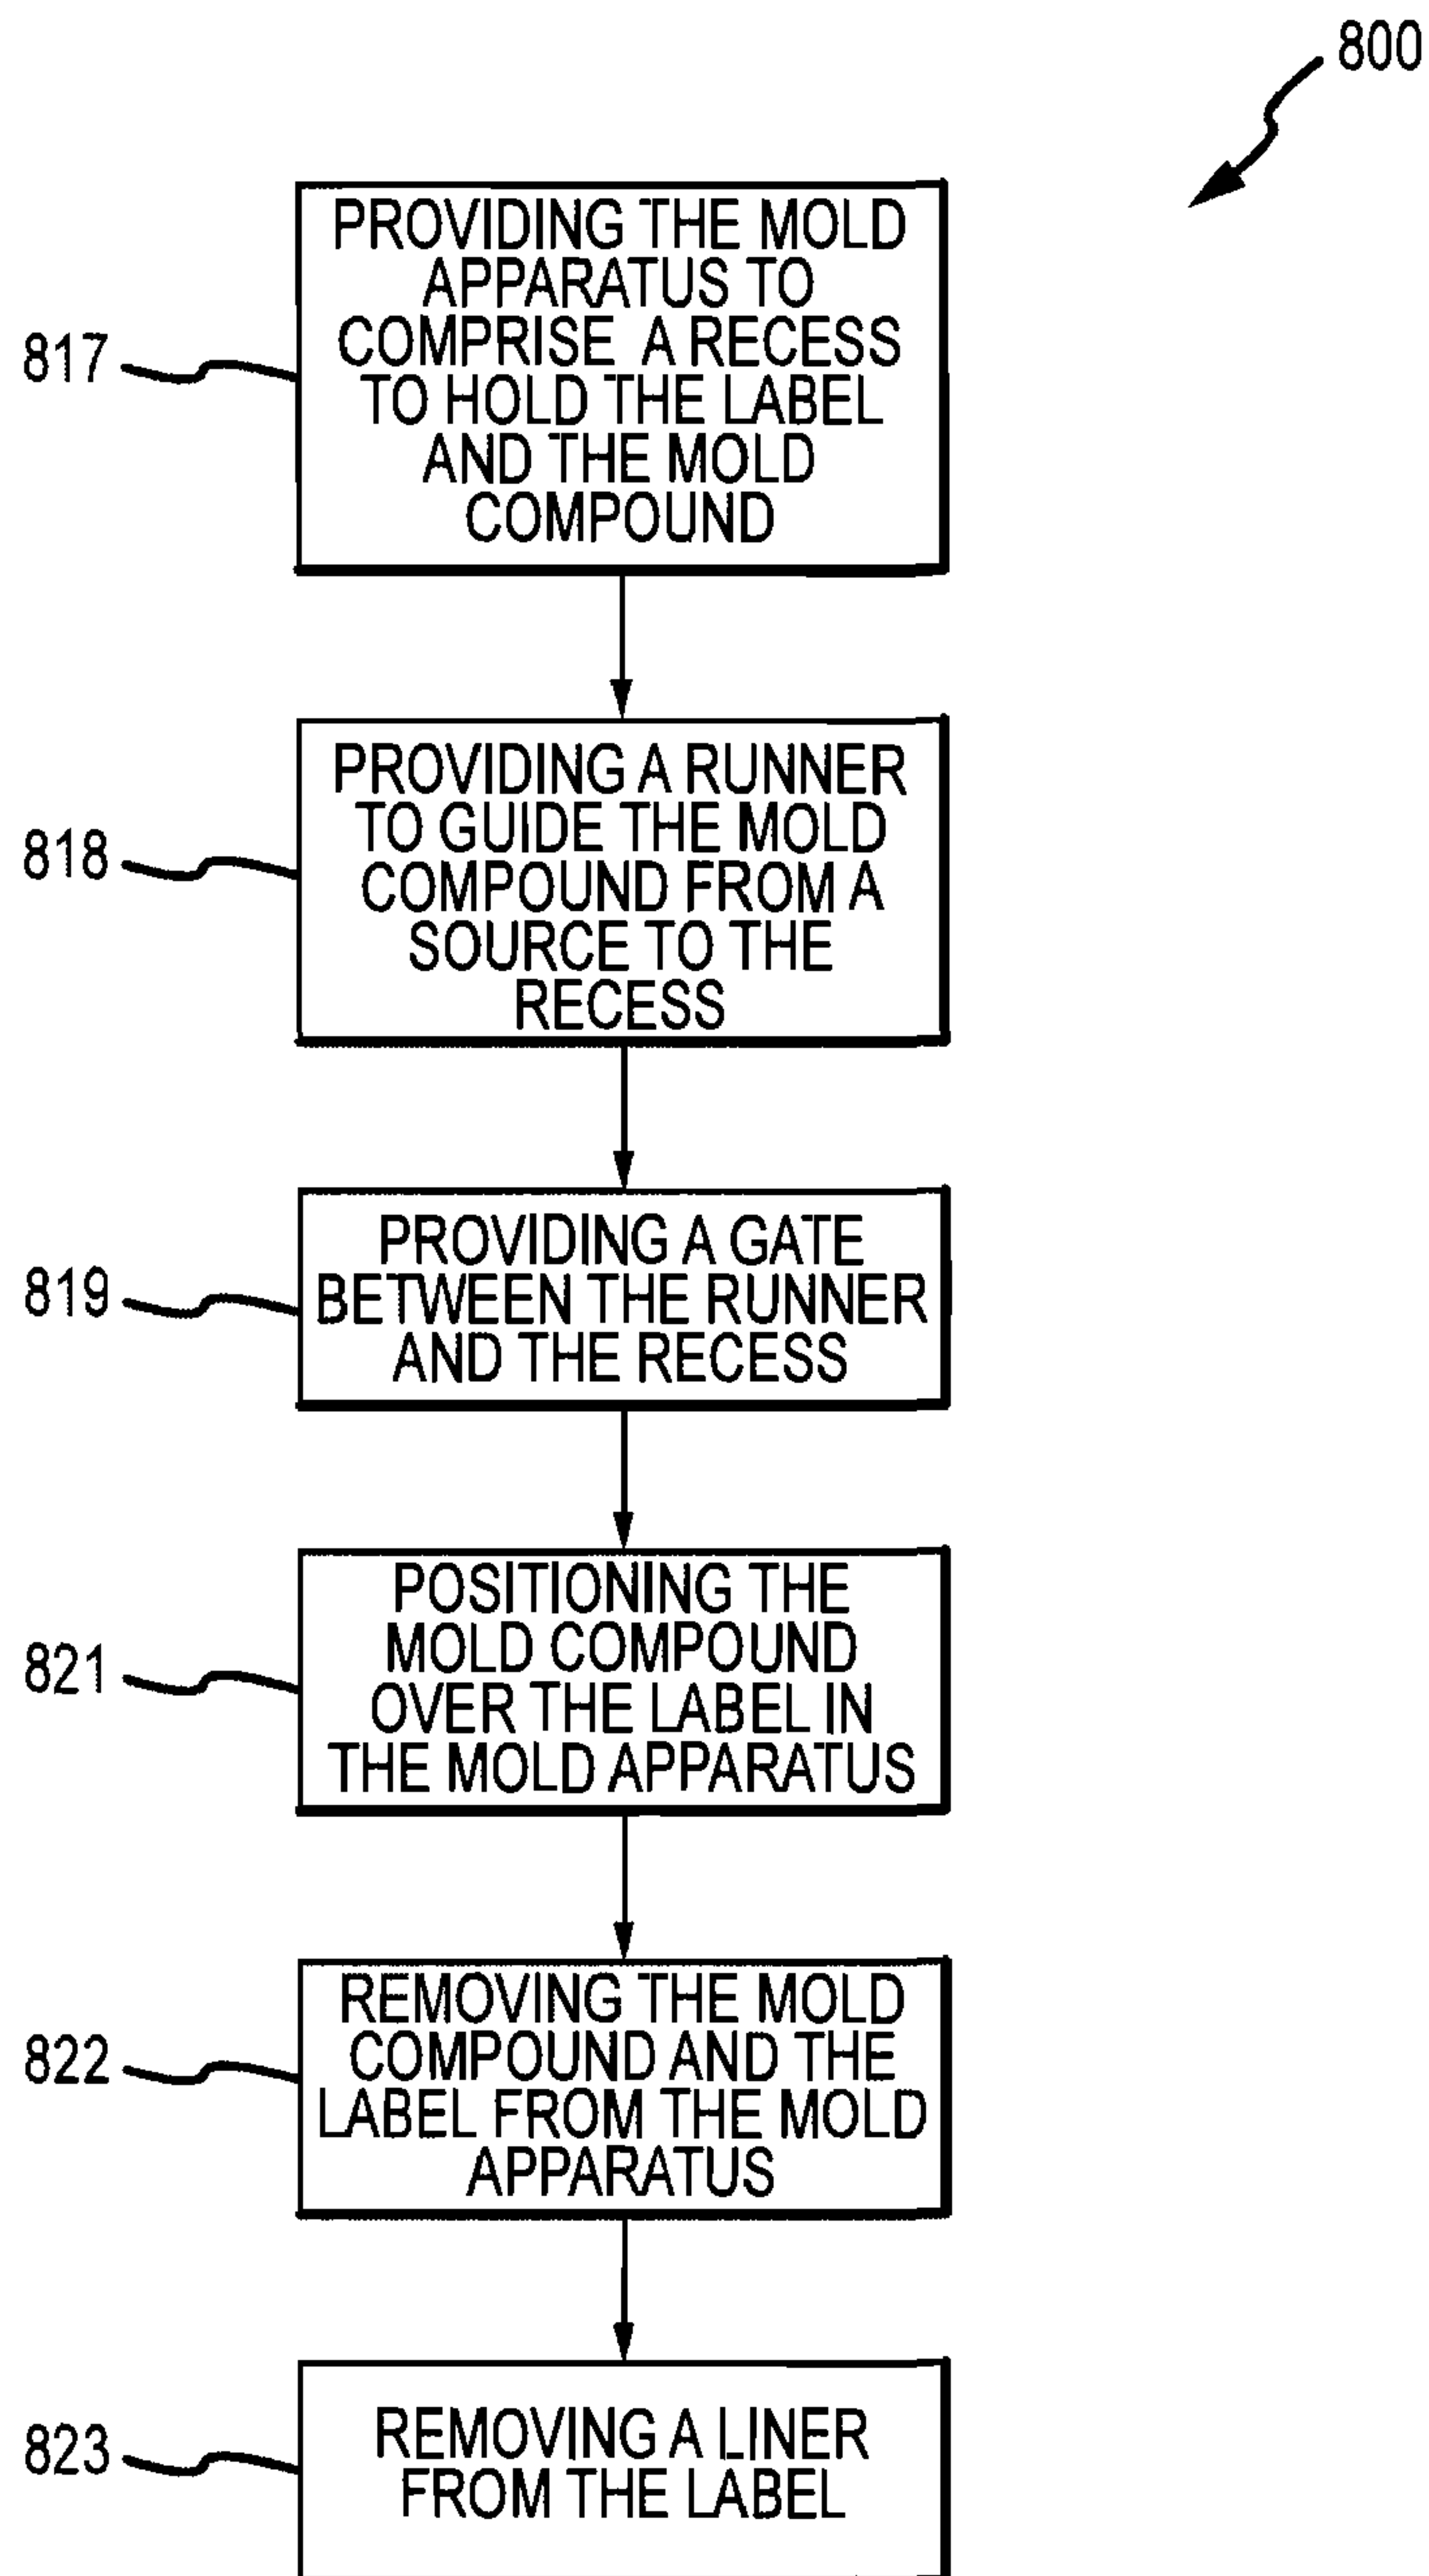 800
817
PROVIDING THE MOLD
APPARATUS TO
COMPRISE A RECESS
TO HOLD THE LABEL
AND THE MOLD
COMPOUND
818
PROVIDING A RUNNER
TO GUIDE THE MOLD
COMPOUND FROM A
SOURCE TO THE
RECESS
819
PROVIDING A GATE
BETWEEN THE RUNNER
AND THE RECESS
821
POSITIONING THE
MOLD COMPOUND
OVER THE LABEL IN
THE MOLD APPARATUS
822
REMOVING THE MOLD
COMPOUND AND THE
LABEL FROM THE MOLD
APPARATUS
823
REMOVING A LINER
FROM THE LABEL